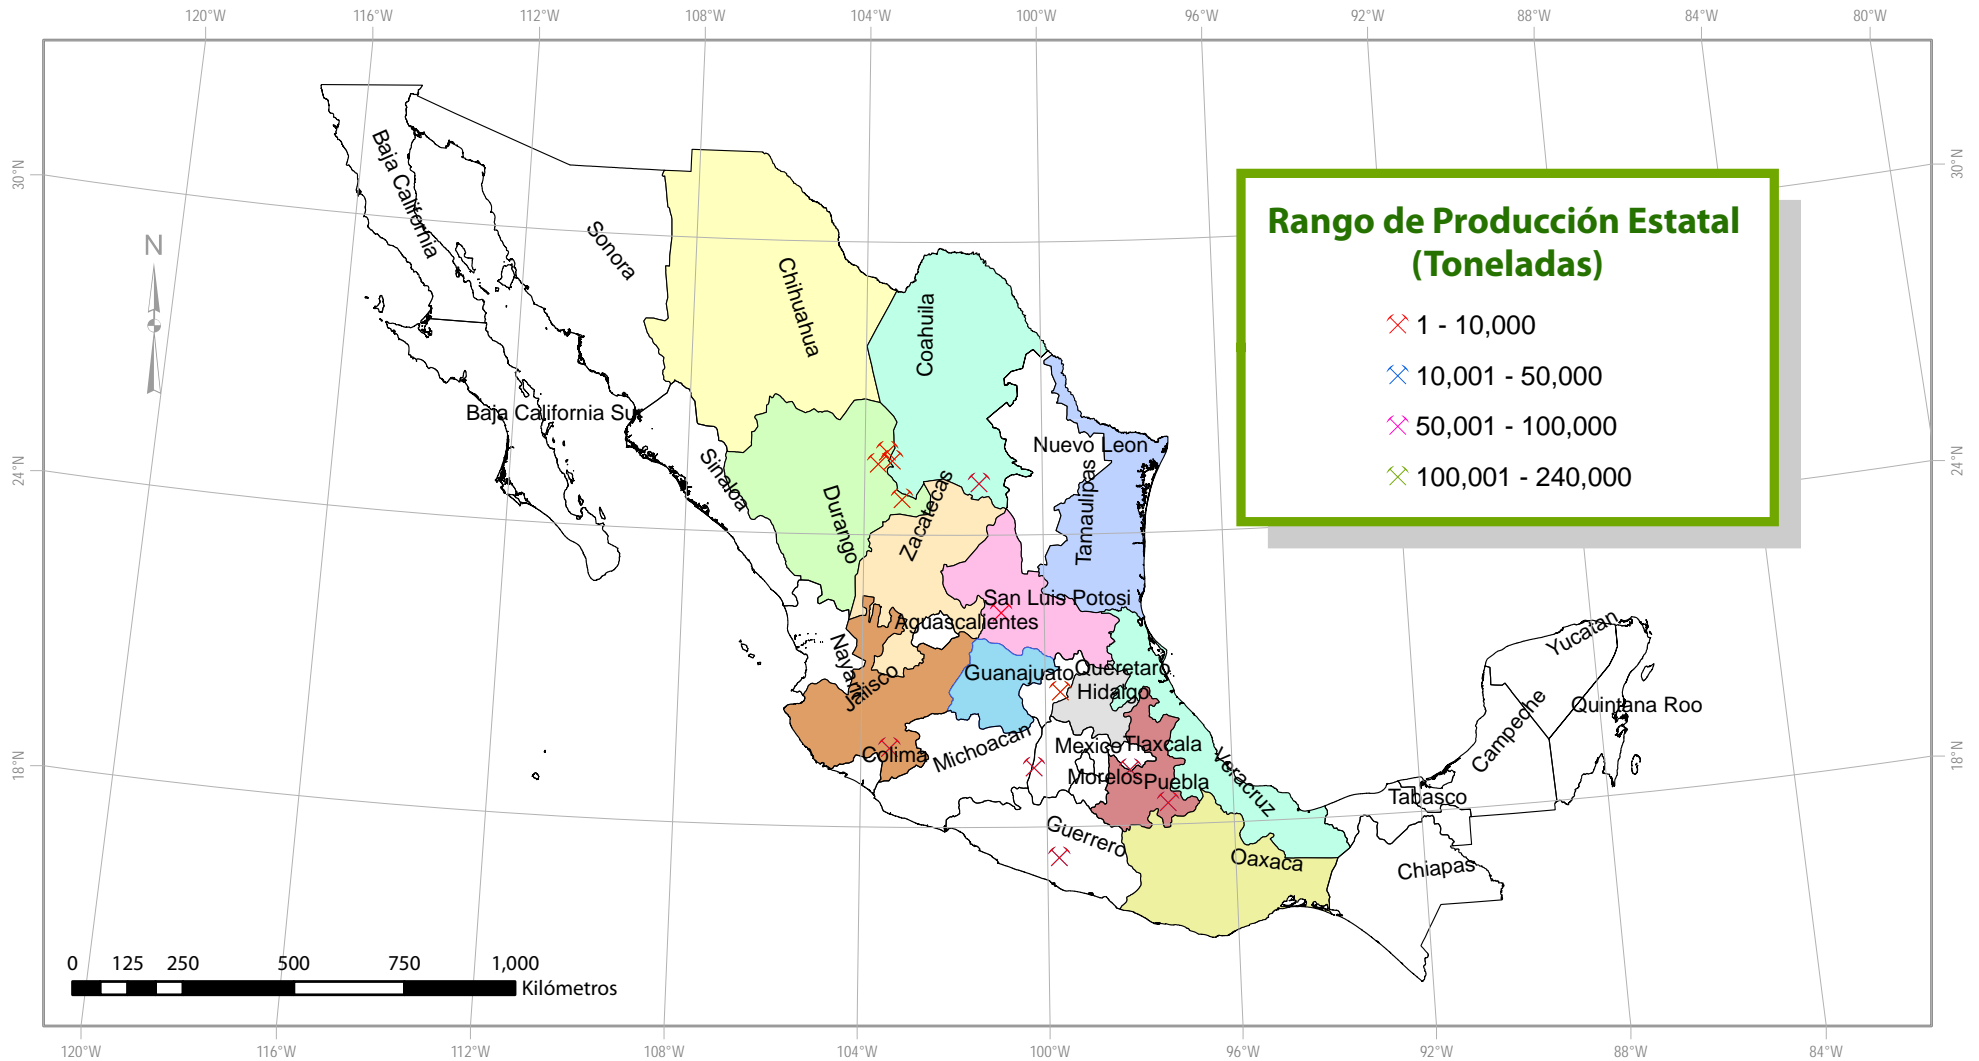 120°W 116°W 112°W 108°W 104°W 100°W 96°W 92°W 88°W 84°W 80°W
30°N
30°N
24°N
24°N
18°N
18°N
N
Rango de Producción Estatal
(Toneladas)
1 - 10,000
10,001 - 50,000
50,001 - 100,000
100,001 - 240,000
Baja California
Sonora
Chihuahua
Coahuila
Baja California Sur
Sinaloa
Nuevo Leon
Tamaulipas
Durango
Zacatecas
San Luis Potosi
Aguascalientes
Nayarit
Jalisco
Guanajuato
Queretaro
Hidalgo
Colima
Michoacan
Mexico
Tlaxcala
Morelos
Puebla
Veracruz
Guerrero
Oaxaca
Tabasco
Chiapas
Campeche
Yucatan
Quintana Roo
0 125 250 500 750 1,000
Kilómetros
120°W 116°W 112°W 108°W 104°W 100°W 96°W 92°W 88°W 84°W